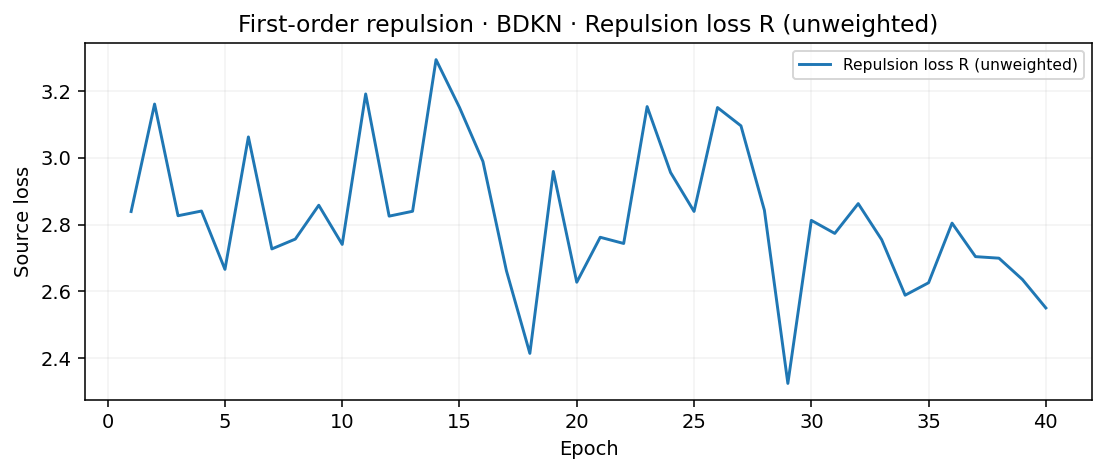 First-order repulsion · BDKN · Repulsion loss R (unweighted)
Repulsion loss R (unweighted)
Source loss
3.2
3.0
2.8
2.6
2.4
0 5 10 15 20 25 30 35 40
Epoch